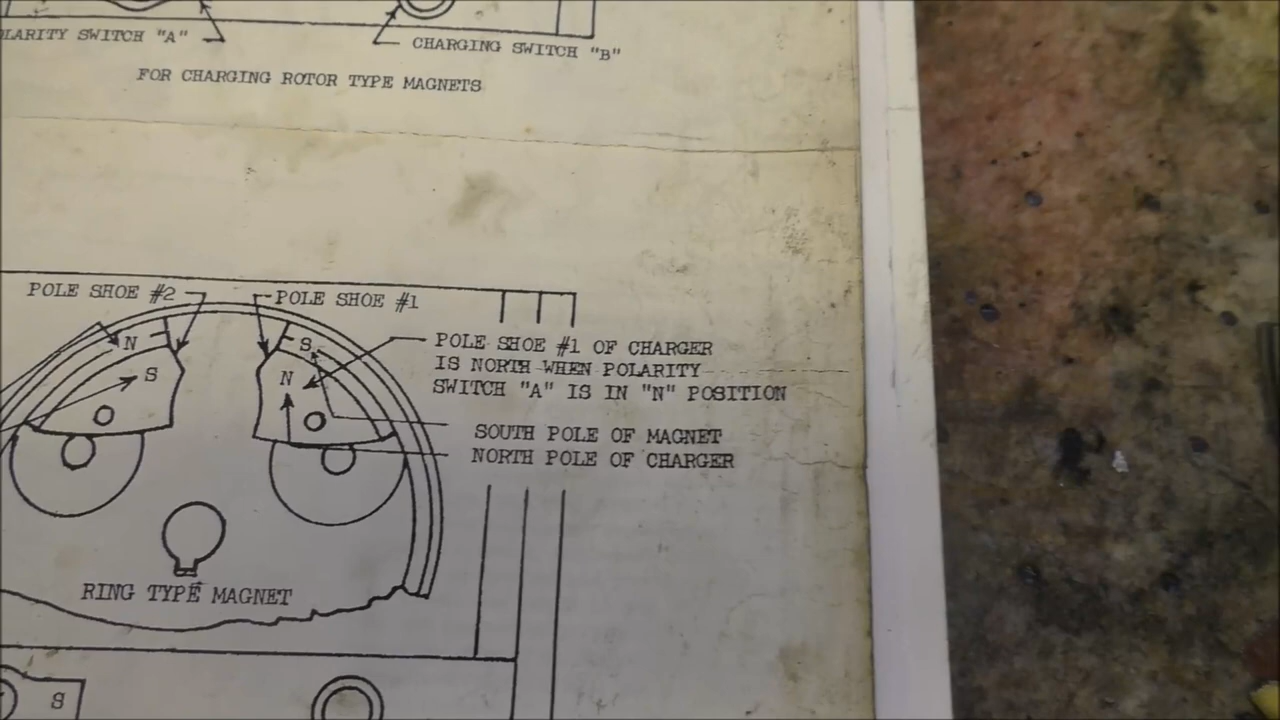 LARITY SWITCH "A"
CHARGING SWITCH "B"
FOR CHARGING ROTOR TYPE MAGNETS
POLE SHOE #2
POLE SHOE #1
N
S
S
N
POLE SHOE #1 OF CHARGER
IS NORTH WHEN POLARITY
SWITCH "A" IS IN "N" POSITION
SOUTH POLE OF MAGNET
NORTH POLE OF CHARGER
RING TYPE MAGNET
S